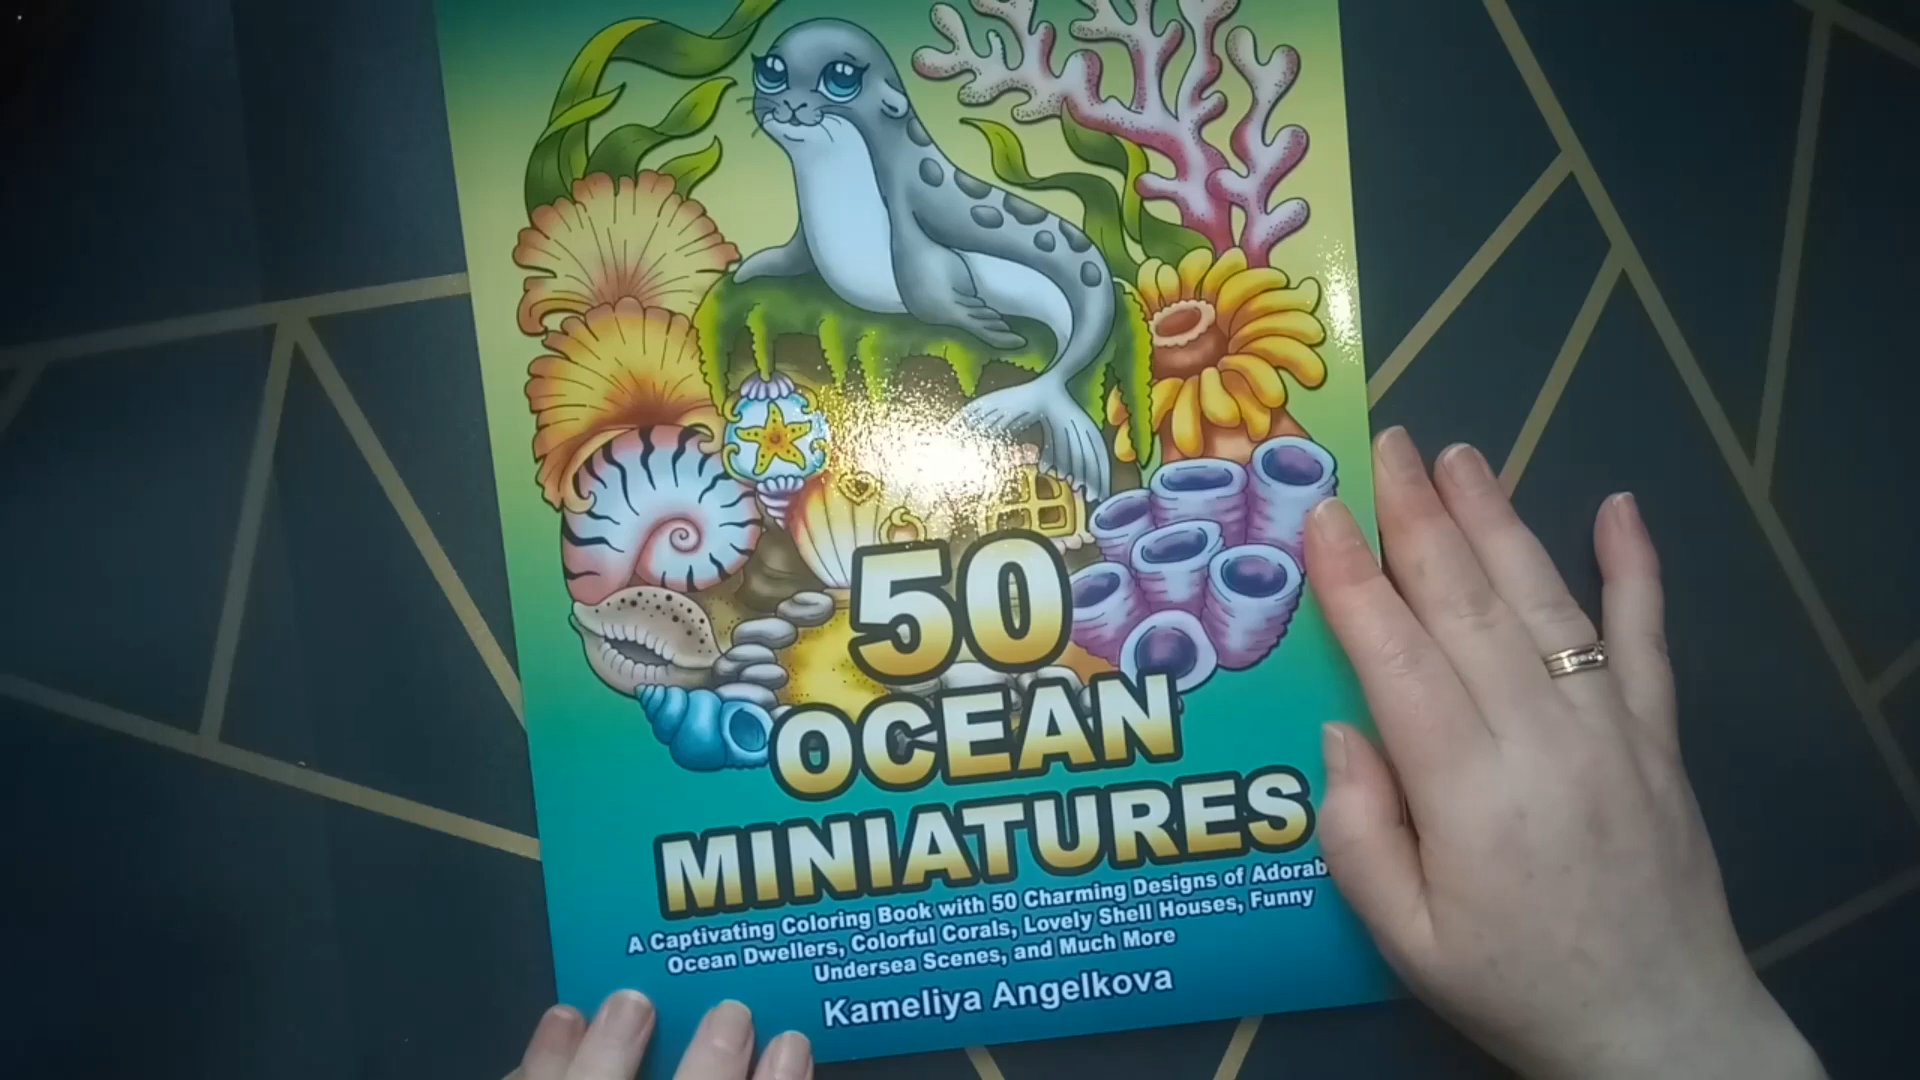 50
OCEAN
MINIATURES
A Captivating Coloring Book with 50 Charming Designs of
Ocean Dwellers, Colorful Corals, Lovely Shell Houses, Funny
Undersea Scenes, and Much More
Kameliya Angelkova